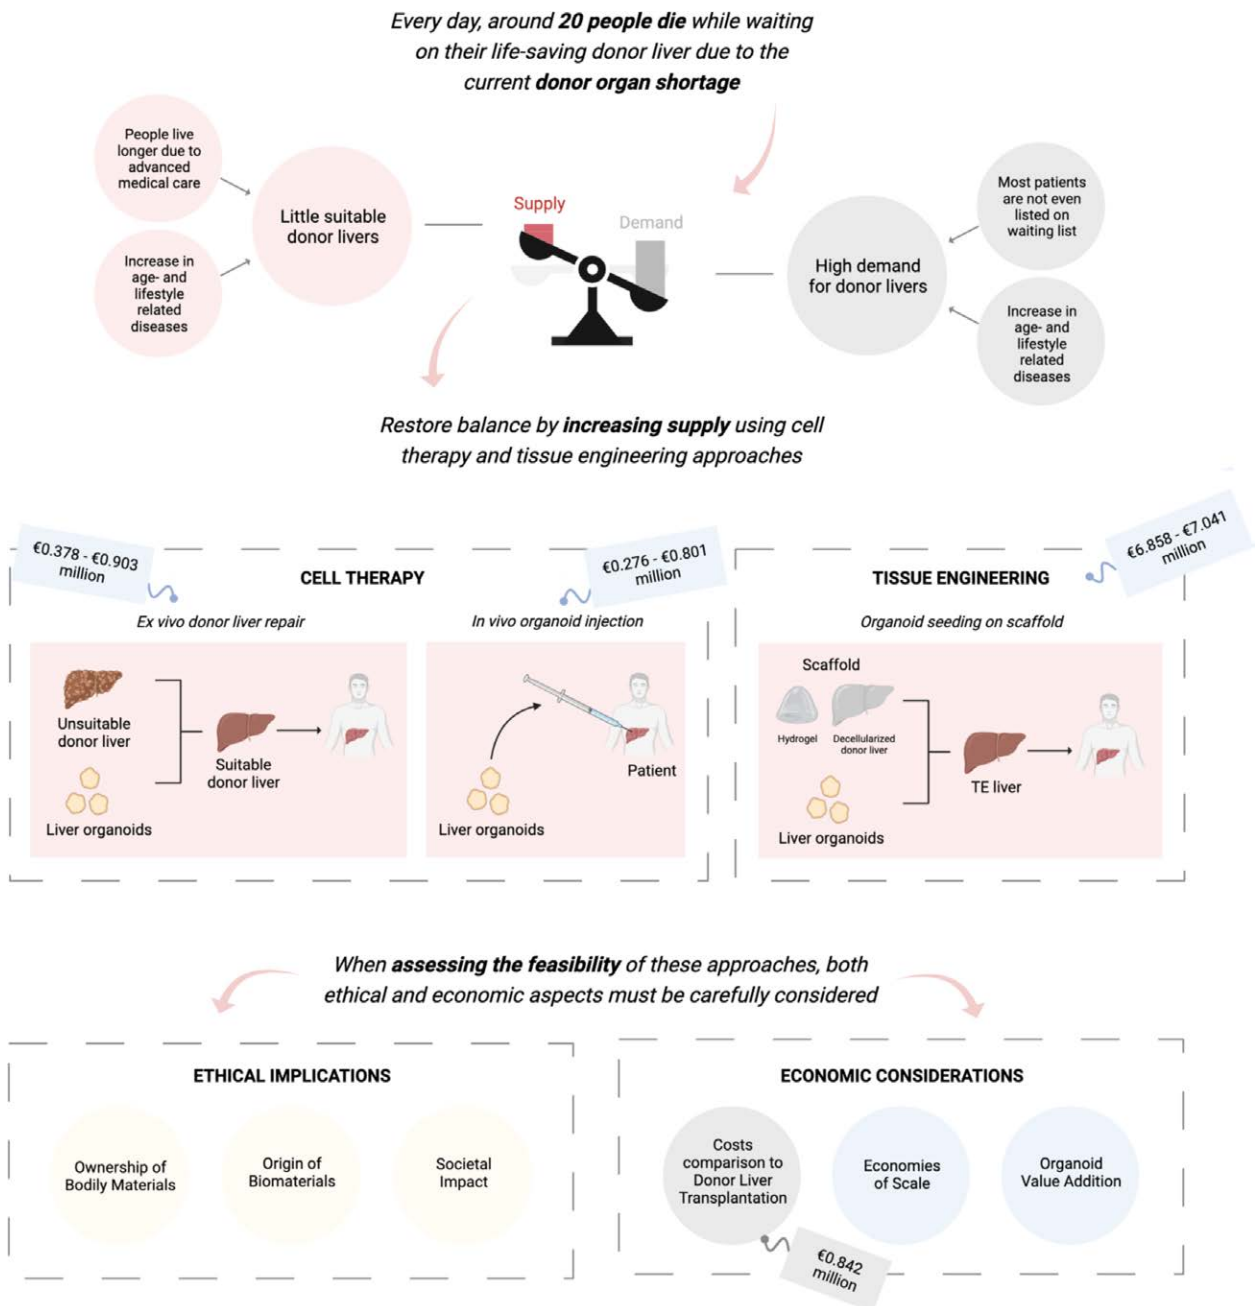 Every day, around 20 people die while waiting
on their life-saving donor liver due to the
current donor organ shortage
People live
longer due to
advanced
medical care
Increase in
age- and
lifestyle
related
diseases
Little suitable
donor livers
Supply
Demand
High demand
for donor livers
Most patients
are not even
listed on
waiting list
Increase in
age- and
lifestyle
related
diseases
Restore balance by increasing supply using cell
therapy and tissue engineering approaches
€0.378 - €0.903
million
CELL THERAPY
€0.276 - €0.801
million
Ex vivo donor liver repair
In vivo organoid injection
Unsuitable
donor liver
Suitable
donor liver
Liver organoids
Patient
Liver organoids
TISSUE ENGINEERING
€6.858 - €7.041
million
Organoid seeding on scaffold
Scaffold
Hydrogel
Decellularized
donor liver
TE liver
Liver organoids
When assessing the feasibility of these approaches, both
ethical and economic aspects must be carefully considered
ETHICAL IMPLICATIONS
Ownership of
Bodily Materials
Origin of
Biomaterials
Societal
Impact
ECONOMIC CONSIDERATIONS
Costs
comparison to
Donor Liver
Transplantation
€0.842
million
Economies
of Scale
Organoid
Value Addition